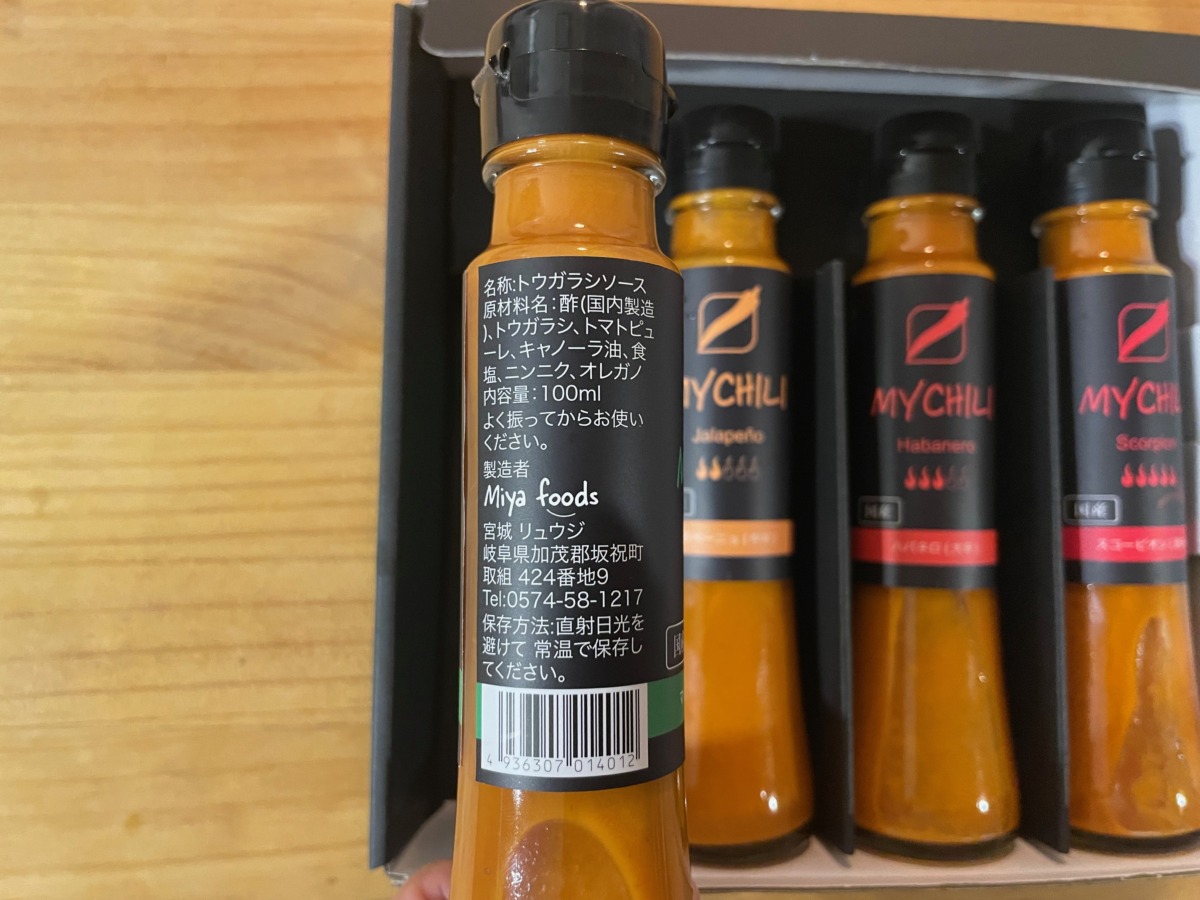 名称:トウガラシソース
原材料名:酢(国内製造
)、トウガラシ、トマトピュ
ーレ、キャノーラ油、食
塩、ニンニク、オレガノ
内容量:100ml
よく振ってからお使い
ください。
製造者
Miya foods
宮城 リュウジ
岐阜県加茂郡坂祝町
取組 424番地9
Tel:0574-58-1217
保存方法:直射日光を
避けて 常温で保存し
てください。
4 936307 014012
MYCHILI
Jalapeño
MYCHILI
Habanero
国産
ハバネロ(大辛)
MYCHIL
Scorpion
国産